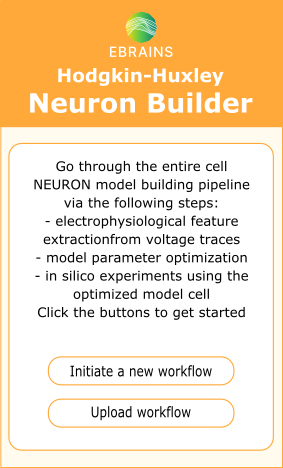 EBRAINS
Hodgkin-Huxley
Neuron Builder
Go through the entire cell
NEURON model building pipeline
via the following steps:
- electrophysiological feature
extractionfrom voltage traces
- model parameter optimization
- in silico experiments using the
optimized model cell
Click the buttons to get started
Initiate a new workflow
Upload workflow